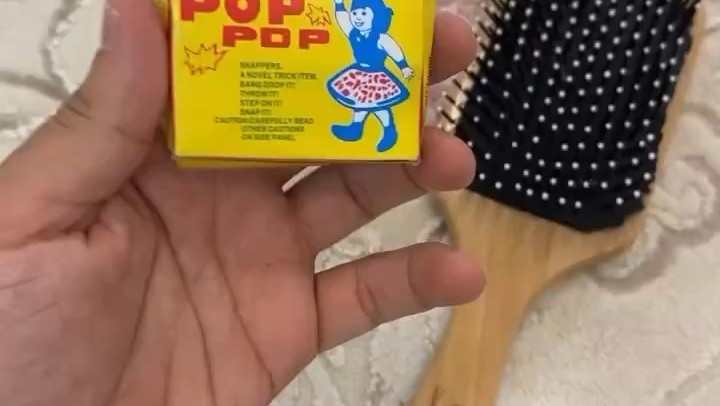 POP
POP
SNAPPERS.
A NOVEL TRICK ITEM.
BANG DROP IT!
THROW IT!
STEP ON IT!
SNAP IT!
CAUTION: CAREFULLY READ
OTHER CAUTIONS
ON SIDE PANEL